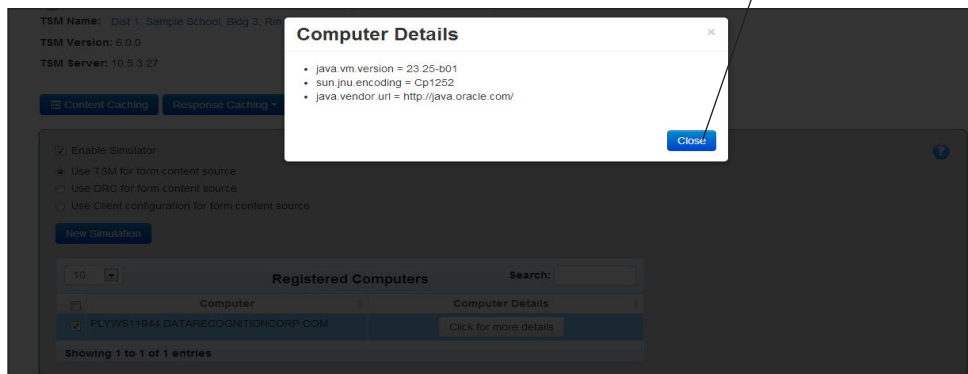 TSM Name: Dist 1, Sample School, Bldg 3, Rm
TSM Version: 6.0.0
TSM Server: 10.5.3.27
Content Caching Response Caching
Computer Details ×
• java.vm.version = 23.25-b01
• sun.jnu.encoding = Cp1252
• java.vendor.url = http://java.oracle.com/
Close
Enable Simulator
Use TSM for form content source
Use DRC for form content source
Use Client configuration for form content source
New Simulation
?
10 Registered Computers Search:
Computer Computer Details
PLYWS11944.DATARECOGNITIONCORP.COM Click for more details
Showing 1 to 1 of 1 entries